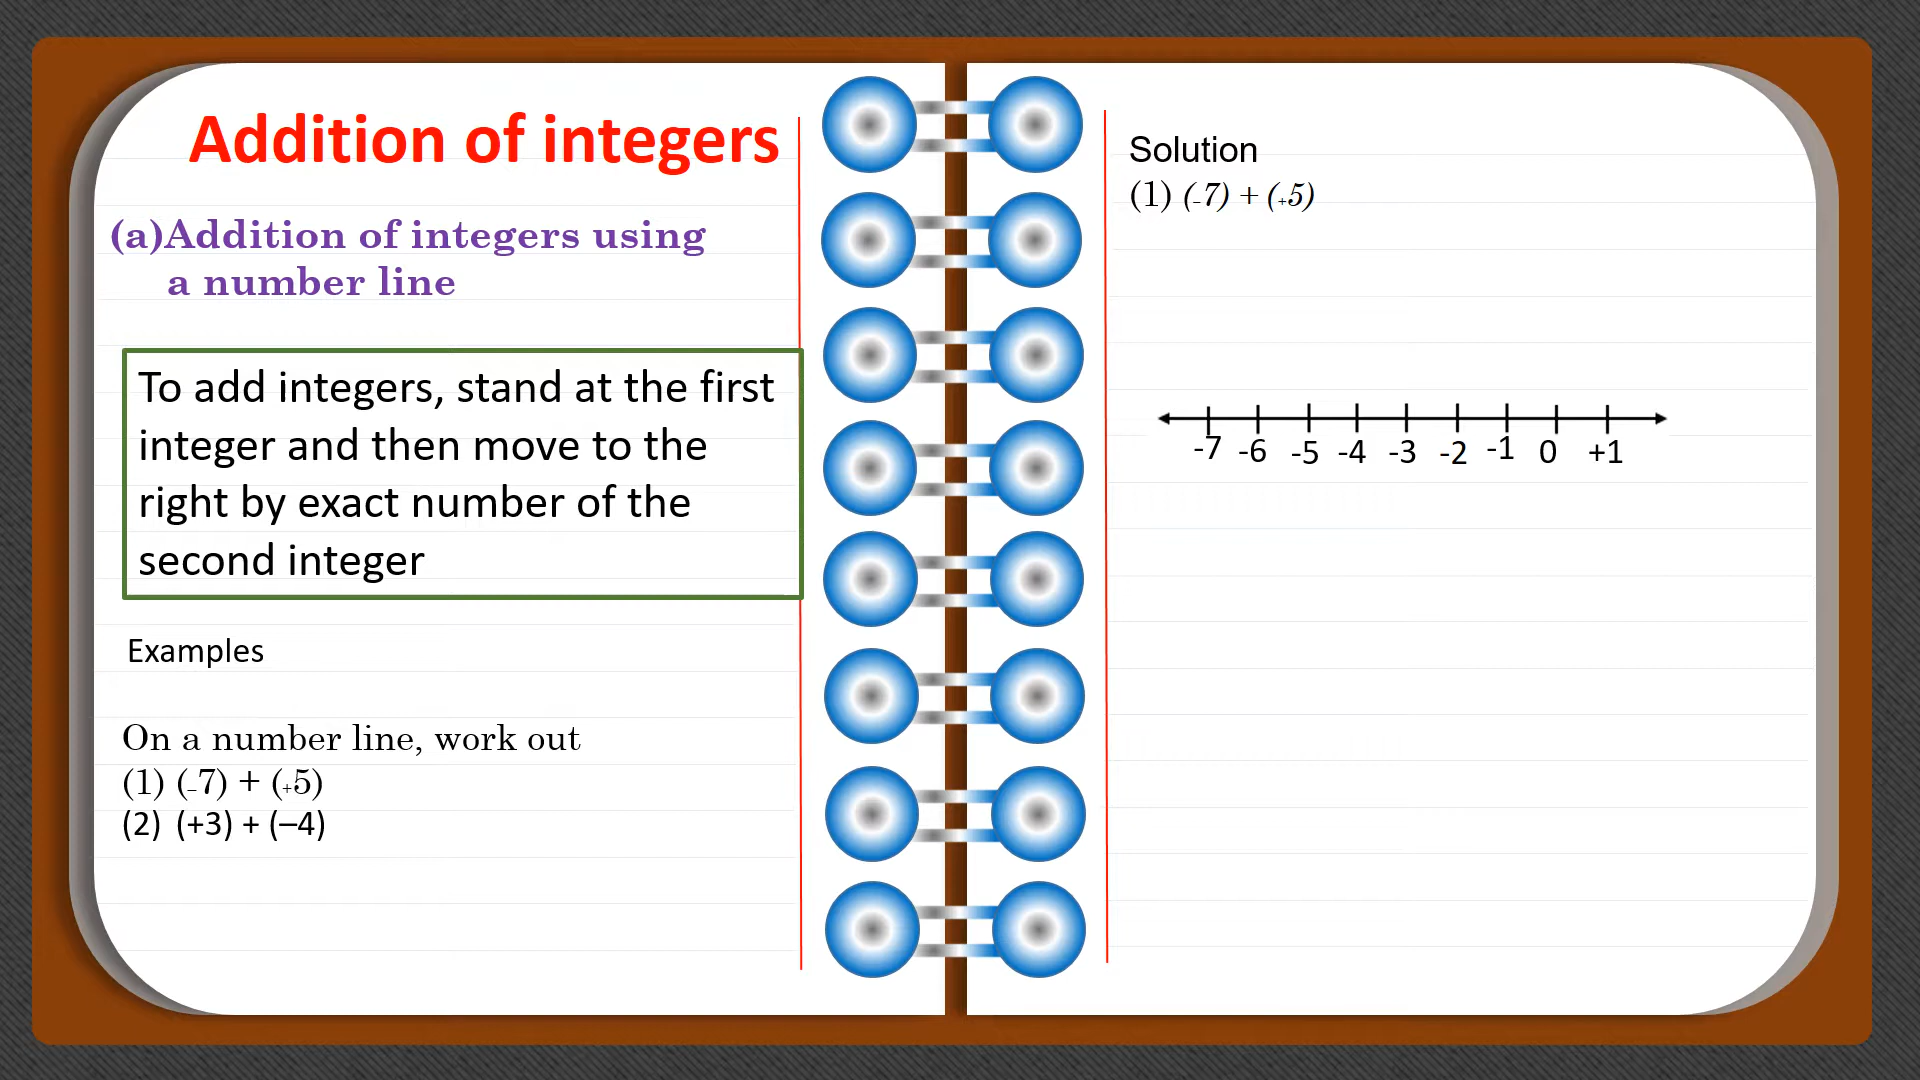 Addition of integers
(a)Addition of integers using
a number line
To add integers, stand at the first
integer and then move to the
right by exact number of the
second integer
Examples
On a number line, work out
(1) (₋7) + (₊5)
(2) (+3) + (–4)
Solution
(1) (₋7) + (₊5)
-7 -6 -5 -4 -3 -2 -1 0 +1